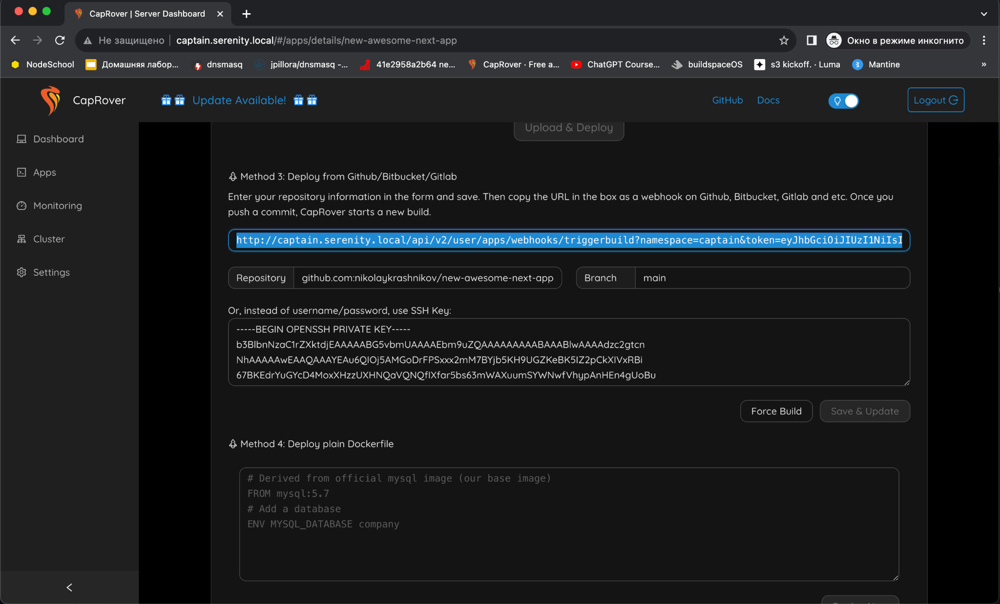 CapRover | Server Dashboard
Не защищено
captain.serenity.local/#/apps/details/new-awesome-next-app
Окно в режиме инкогнито
NodeSchool
Домашняя лабор...
dnsmasq
jpillora/dnsmasq -...
41e2958a2b64 ne...
CapRover · Free a...
ChatGPT Course...
buildspaceOS
s3 kickoff. · Luma
Mantine
»
CapRover
Update Available!
GitHub
Docs
Logout
Dashboard
Apps
Monitoring
Cluster
Settings
Upload & Deploy
Method 3: Deploy from Github/Bitbucket/Gitlab
Enter your repository information in the form and save. Then copy the URL in the box as a webhook on Github, Bitbucket, Gitlab and etc. Once you
push a commit, CapRover starts a new build.
http://captain.serenity.local/api/v2/user/apps/webhooks/triggerbuild?namespace=captain&token=eyJhbGciOiJIUzI1NiIsI
Repository
github.com:nikolaykrashnikov/new-awesome-next-app
Branch
main
Or, instead of username/password, use SSH Key:
-----BEGIN OPENSSH PRIVATE KEY-----
b3BlbnNzaC1rZXktdjEAAAAABG5vbmUAAAAEbm9uZQAAAAAAAAABAAABlwAAAAdzc2gtcn
Force Build
Save & Update
Method 4: Deploy plain Dockerfile
# Derived from official mysql image (our base image)
FROM mysql:5.7
# Add a database
ENV MYSQL_DATABASE company